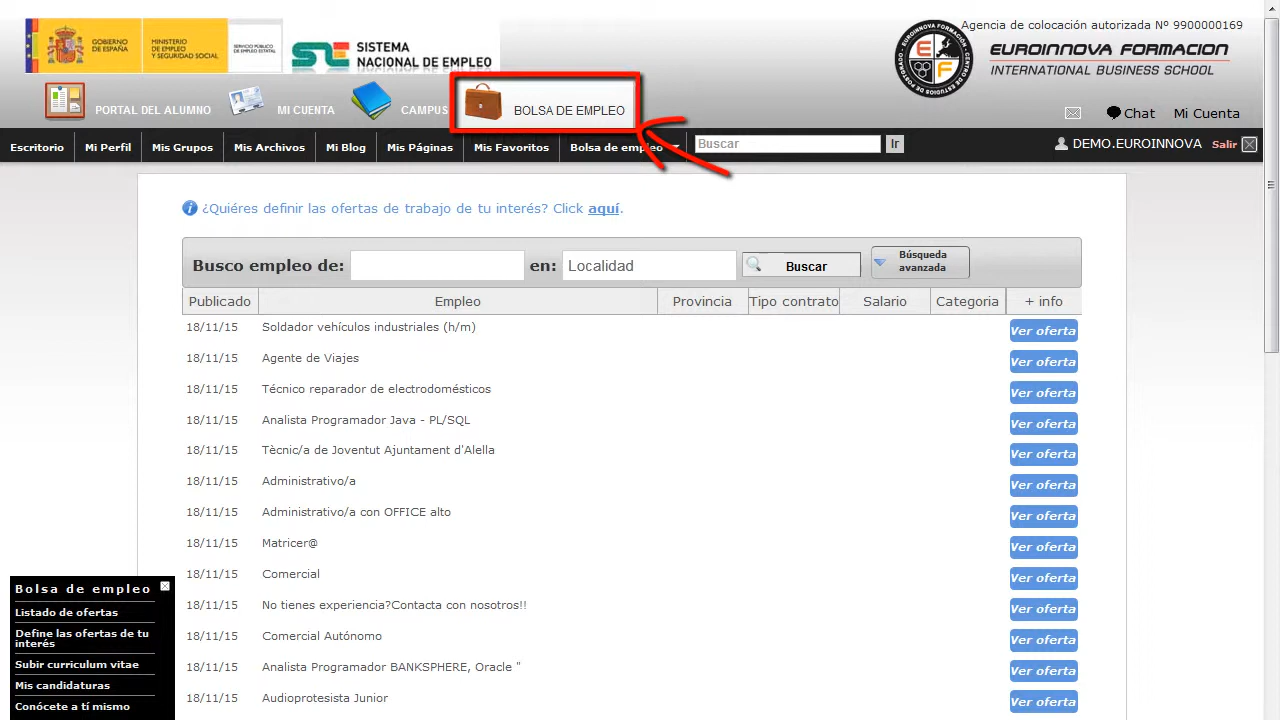 GOBIERNO
DE ESPAÑA
MINISTERIO
DE EMPLEO
Y SEGURIDAD SOCIAL
SERVICIO PÚBLICO
DE EMPLEO ESTATAL
SISTEMA
NACIONAL DE EMPLEO
Agencia de colocación autorizada Nº 9900000169
EUROINNOVA FORMACIÓN
CENTRO DE ESTUDIOS DE POSTGRADO
E F
EUROINNOVA FORMACION
INTERNATIONAL BUSINESS SCHOOL
PORTAL DEL ALUMNO
MI CUENTA
CAMPUS
BOLSA DE EMPLEO
Chat
Mi Cuenta
Escritorio
Mi Perfil
Mis Grupos
Mis Archivos
Mi Blog
Mis Páginas
Mis Favoritos
Bolsa de empleo
Buscar
Ir
DEMO.EUROINNOVA
Salir
¿Quiéres definir las ofertas de trabajo de tu interés? Click aquí.
Busco empleo de:
en:
Localidad
Buscar
Búsqueda
avanzada
Publicado Empleo Provincia Tipo contrato Salario Categoria + info
18/11/15 Soldador vehículos industriales (h/m) Ver oferta
18/11/15 Agente de Viajes Ver oferta
18/11/15 Técnico reparador de electrodomésticos Ver oferta
18/11/15 Analista Programador Java - PL/SQL Ver oferta
18/11/15 Tècnic/a de Joventut Ajuntament d'Alella Ver oferta
18/11/15 Administrativo/a Ver oferta
18/11/15 Administrativo/a con OFFICE alto Ver oferta
18/11/15 Matricer@ Ver oferta
18/11/15 Comercial Ver oferta
18/11/15 No tienes experiencia?Contacta con nosotros!! Ver oferta
18/11/15 Comercial Autónomo Ver oferta
18/11/15 Analista Programador BANKSPHERE, Oracle " Ver oferta
18/11/15 Audioprotesista Junior Ver oferta
Bolsa de empleo
Listado de ofertas
Define las ofertas de tu
interés
Subir curriculum vitae
Mis candidaturas
Conócete a tí mismo